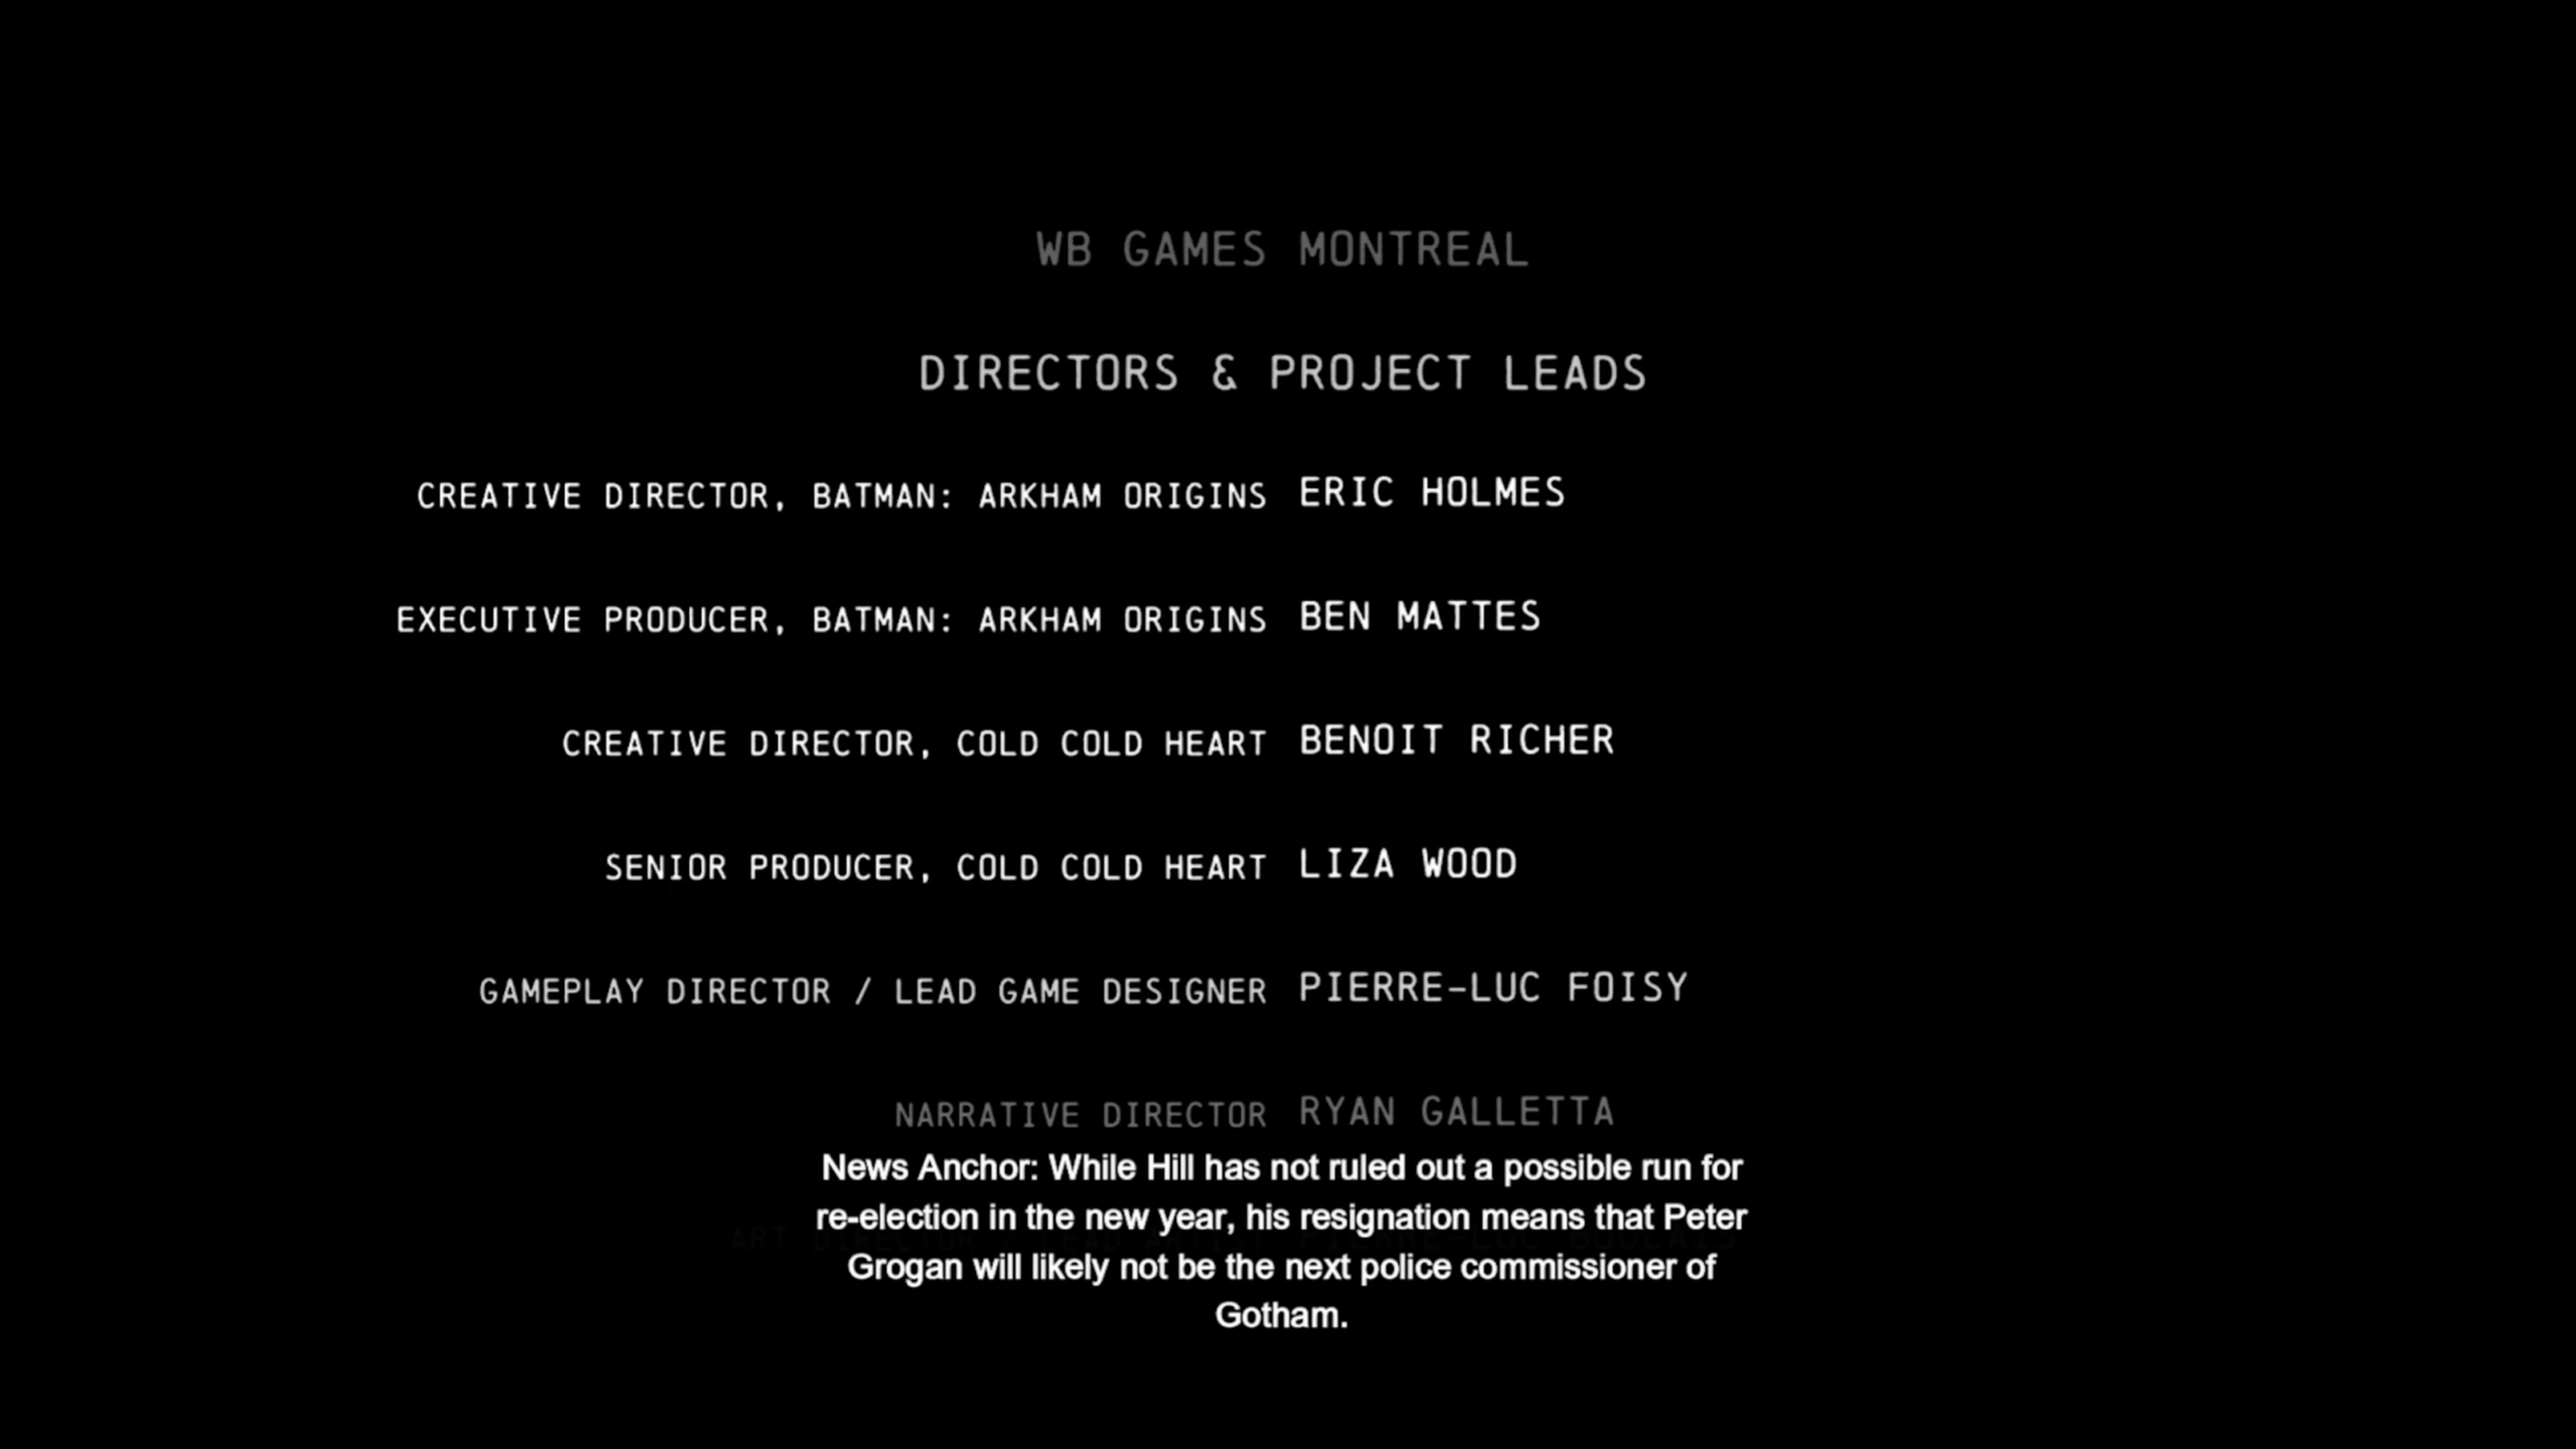 WB GAMES MONTREAL
DIRECTORS & PROJECT LEADS
CREATIVE DIRECTOR, BATMAN: ARKHAM ORIGINS ERIC HOLMES
EXECUTIVE PRODUCER, BATMAN: ARKHAM ORIGINS BEN MATTES
CREATIVE DIRECTOR, COLD COLD HEART BENOIT RICHER
SENIOR PRODUCER, COLD COLD HEART LIZA WOOD
GAMEPLAY DIRECTOR / LEAD GAME DESIGNER PIERRE-LUC FOISY
NARRATIVE DIRECTOR RYAN GALLETTA
News Anchor: While Hill has not ruled out a possible run for
re-election in the new year, his resignation means that Peter
Grogan will likely not be the next police commissioner of
Gotham.